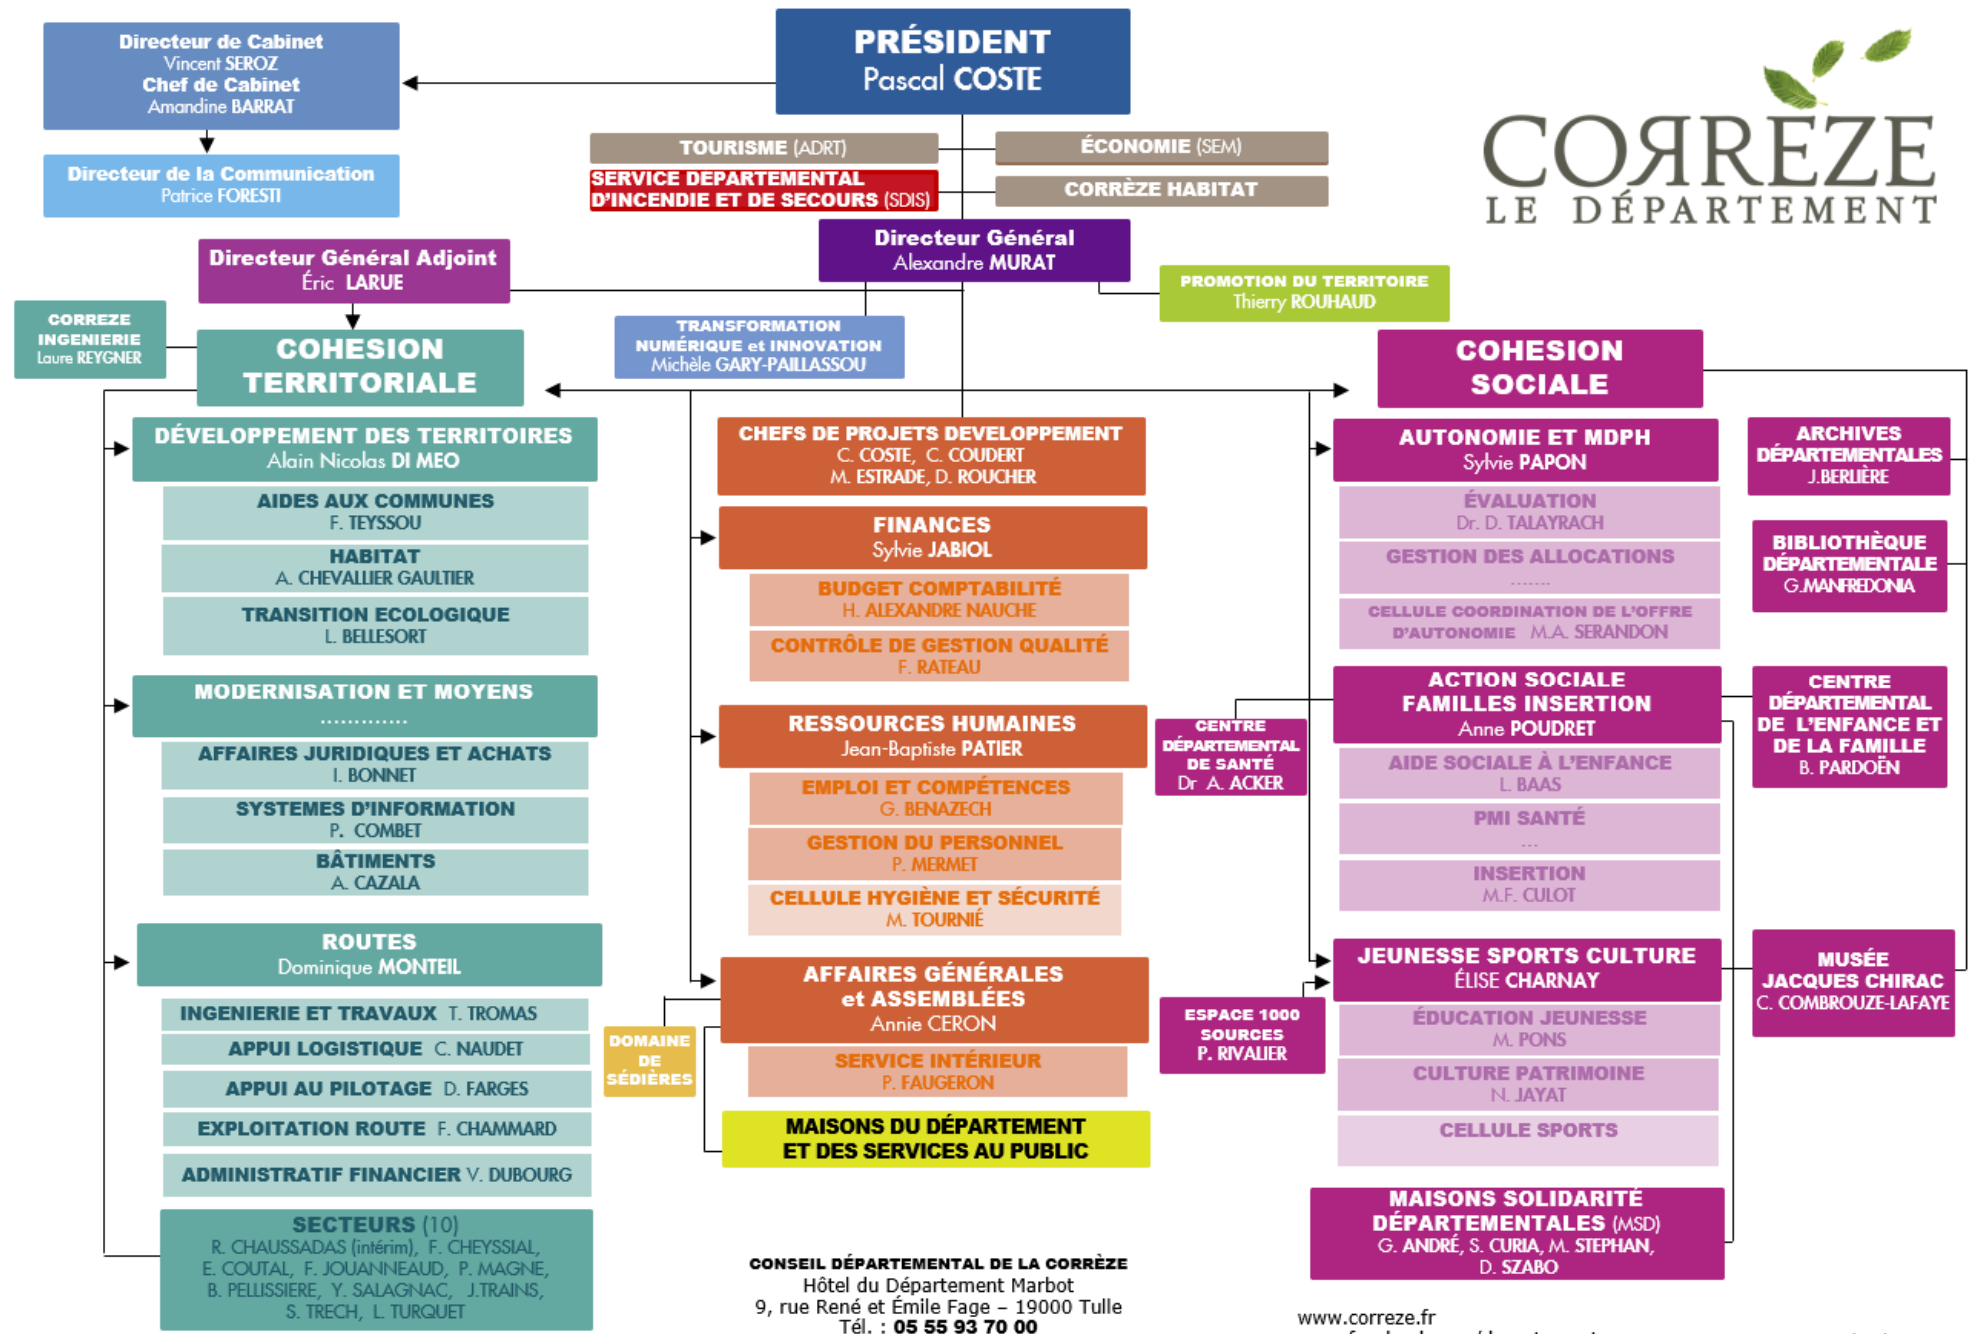 Directeur de Cabinet
Vincent SEROZ
Chef de Cabinet
Amandine BARRAT
Directeur de la Communication
Patrice FORESTI
PRÉSIDENT
Pascal COSTE
TOURISME (ADRT)
ÉCONOMIE (SEM)
SERVICE DEPARTEMENTAL
D'INCENDIE ET DE SECOURS (SDIS)
CORRÈZE HABITAT
CORRÈZE
LE DÉPARTEMENT
Directeur Général
Alexandre MURAT
Directeur Général Adjoint
Éric LARUE
PROMOTION DU TERRITOIRE
Thierry ROUHAUD
CORREZE
INGENIERIE
Laure REYGNER
TRANSFORMATION
NUMÉRIQUE et INNOVATION
Michèle GARY-PAILLASSOU
COHESION
TERRITORIALE
DÉVELOPPEMENT DES TERRITOIRES
Alain Nicolas DI MEO
AIDES AUX COMMUNES
F. TEYSSOU
HABITAT
A. CHEVALLIER GAULTIER
TRANSITION ECOLOGIQUE
L. BELLESORT
MODERNISATION ET MOYENS
.............
AFFAIRES JURIDIQUES ET ACHATS
I. BONNET
SYSTEMES D'INFORMATION
P. COMBET
BÂTIMENTS
A. CAZALA
ROUTES
Dominique MONTEIL
INGENIERIE ET TRAVAUX T. TROMAS
APPUI LOGISTIQUE C. NAUDET
APPUI AU PILOTAGE D. FARGES
EXPLOITATION ROUTE F. CHAMMARD
ADMINISTRATIF FINANCIER V. DUBOURG
SECTEURS (10)
R. CHAUSSADAS (intérim), F. CHEYSSIAL,
E. COUTAL, F. JOUANNEAUD, P. MAGNE,
B. PELLISSIERE, Y. SALAGNAC, J.TRAINS,
S. TRECH, L. TURQUET
CHEFS DE PROJETS DEVELOPPEMENT
C. COSTE, C. COUDERT
M. ESTRADE, D. ROUCHER
FINANCES
Sylvie JABIOL
BUDGET COMPTABILITÉ
H. ALEXANDRE NAUCHE
CONTRÔLE DE GESTION QUALITÉ
F. RATEAU
RESSOURCES HUMAINES
Jean-Baptiste PATIER
EMPLOI ET COMPÉTENCES
G. BENAZECH
GESTION DU PERSONNEL
P. MERMET
CELLULE HYGIÈNE ET SÉCURITÉ
M. TOURNIÉ
AFFAIRES GÉNÉRALES
et ASSEMBLÉES
Annie CERON
DOMAINE
DE
SÉDIÈRES
SERVICE INTÉRIEUR
P. FAUGERON
MAISONS DU DÉPARTEMENT
ET DES SERVICES AU PUBLIC
COHESION
SOCIALE
AUTONOMIE ET MDPH
Sylvie PAPON
ÉVALUATION
Dr. D. TALAYRACH
GESTION DES ALLOCATIONS
.......
CELLULE COORDINATION DE L'OFFRE
D'AUTONOMIE M.A. SERANDON
ACTION SOCIALE
FAMILLES INSERTION
Anne POUDRET
CENTRE
DÉPARTEMENTAL
DE SANTÉ
Dr A. ACKER
AIDE SOCIALE À L'ENFANCE
L. BAAS
PMI SANTÉ
...
INSERTION
M.F. CULOT
JEUNESSE SPORTS CULTURE
ÉLISE CHARNAY
ESPACE 1000
SOURCES
P. RIVALIER
ÉDUCATION JEUNESSE
M. PONS
CULTURE PATRIMOINE
N. JAYAT
CELLULE SPORTS
MAISONS SOLIDARITÉ
DÉPARTEMENTALES (MSD)
G. ANDRÉ, S. CURIA, M. STEPHAN,
D. SZABO
ARCHIVES
DÉPARTEMENTALES
J.BERLIÈRE
BIBLIOTHÈQUE
DÉPARTEMENTALE
G.MANFREDONIA
CENTRE
DÉPARTEMENTAL
DE L'ENFANCE ET
DE LA FAMILLE
B. PARDOËN
MUSÉE
JACQUES CHIRAC
C. COMBROUZE-LAFAYE
CONSEIL DÉPARTEMENTAL DE LA CORRÈZE
Hôtel du Département Marbot
9, rue René et Émile Fage – 19000 Tulle
Tél. : 05 55 93 70 00
www.correze.fr